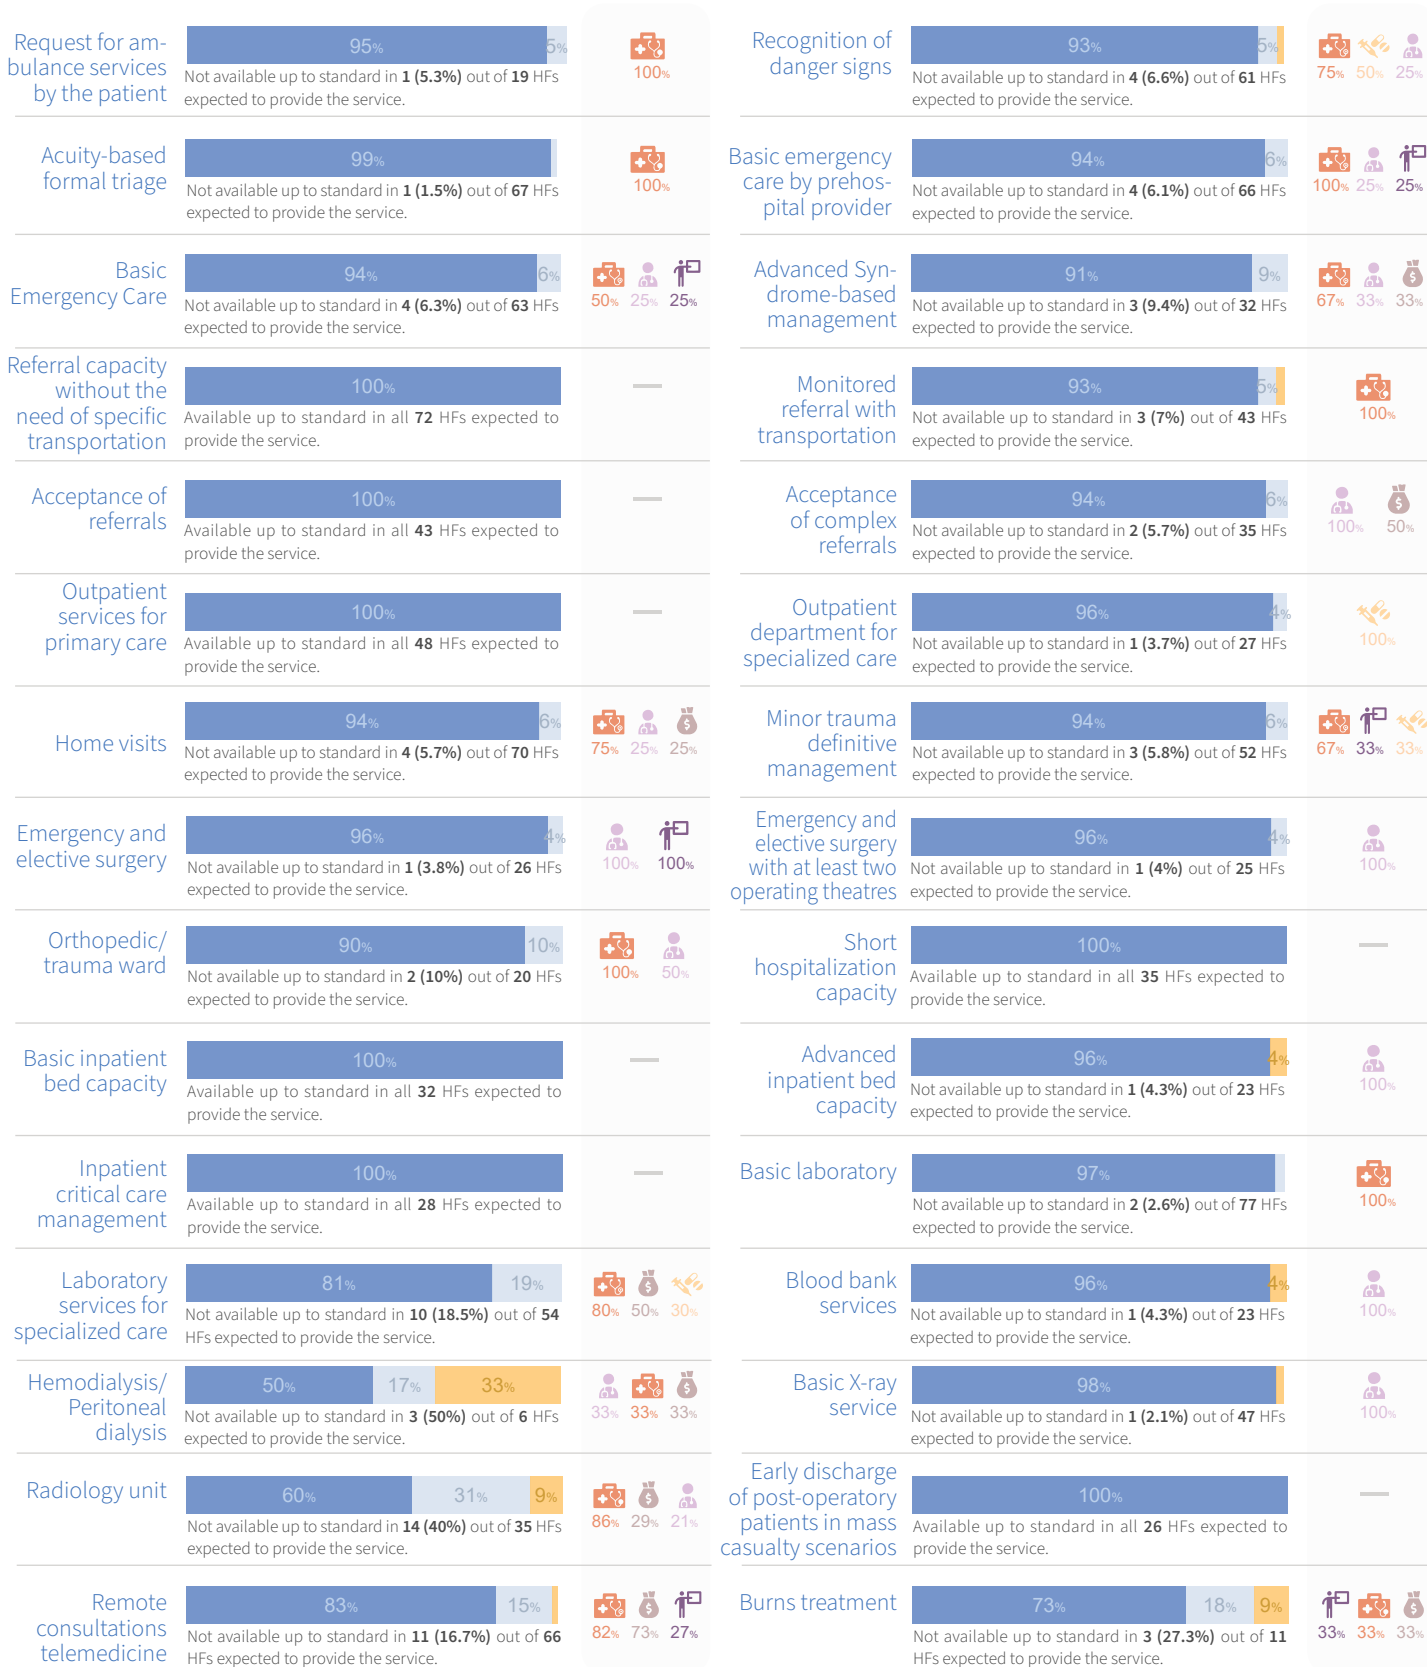 Request for am-
bulance services
by the patient
95%
5%
Not available up to standard in 1 (5.3%) out of 19 HFs
expected to provide the service.
100%
Recognition of
danger signs
93%
5%
Not available up to standard in 4 (6.6%) out of 61 HFs
expected to provide the service.
75% 50% 25%
Acuity-based
formal triage
99%
Not available up to standard in 1 (1.5%) out of 67 HFs
expected to provide the service.
100%
Basic emergency
care by prehos-
pital provider
94%
6%
Not available up to standard in 4 (6.1%) out of 66 HFs
expected to provide the service.
100% 25% 25%
Basic
Emergency Care
94%
6%
Not available up to standard in 4 (6.3%) out of 63 HFs
expected to provide the service.
50% 25% 25%
Advanced Syn-
drome-based
management
91%
9%
Not available up to standard in 3 (9.4%) out of 32 HFs
expected to provide the service.
67% 33% 33%
Referral capacity
without the
need of specific
transportation
100%
Available up to standard in all 72 HFs expected to
provide the service.
Monitored
referral with
transportation
93%
5%
Not available up to standard in 3 (7%) out of 43 HFs
expected to provide the service.
100%
Acceptance of
referrals
100%
Available up to standard in all 43 HFs expected to
provide the service.
Acceptance
of complex
referrals
94%
6%
Not available up to standard in 2 (5.7%) out of 35 HFs
expected to provide the service.
100% 50%
Outpatient
services for
primary care
100%
Available up to standard in all 48 HFs expected to
provide the service.
Outpatient
department for
specialized care
96%
4%
Not available up to standard in 1 (3.7%) out of 27 HFs
expected to provide the service.
100%
Home visits
94%
6%
Not available up to standard in 4 (5.7%) out of 70 HFs
expected to provide the service.
75% 25% 25%
Minor trauma
definitive
management
94%
6%
Not available up to standard in 3 (5.8%) out of 52 HFs
expected to provide the service.
67% 33% 33%
Emergency and
elective surgery
96%
4%
Not available up to standard in 1 (3.8%) out of 26 HFs
expected to provide the service.
100% 100%
Emergency and
elective surgery
with at least two
operating theatres
96%
4%
Not available up to standard in 1 (4%) out of 25 HFs
expected to provide the service.
100%
Orthopedic/
trauma ward
90%
10%
Not available up to standard in 2 (10%) out of 20 HFs
expected to provide the service.
100% 50%
Short
hospitalization
capacity
100%
Available up to standard in all 35 HFs expected to
provide the service.
Basic inpatient
bed capacity
100%
Available up to standard in all 32 HFs expected to
provide the service.
Advanced
inpatient bed
capacity
96%
4%
Not available up to standard in 1 (4.3%) out of 23 HFs
expected to provide the service.
100%
Inpatient
critical care
management
100%
Available up to standard in all 28 HFs expected to
provide the service.
Basic laboratory
97%
Not available up to standard in 2 (2.6%) out of 77 HFs
expected to provide the service.
100%
Laboratory
services for
specialized care
81%
19%
Not available up to standard in 10 (18.5%) out of 54
HFs expected to provide the service.
80% 50% 30%
Blood bank
services
96%
4%
Not available up to standard in 1 (4.3%) out of 23 HFs
expected to provide the service.
100%
Hemodialysis/
Peritoneal
dialysis
50%
17%
33%
Not available up to standard in 3 (50%) out of 6 HFs
expected to provide the service.
33% 33% 33%
Basic X-ray
service
98%
Not available up to standard in 1 (2.1%) out of 47 HFs
expected to provide the service.
100%
Radiology unit
60%
31%
9%
Not available up to standard in 14 (40%) out of 35 HFs
expected to provide the service.
86% 29% 21%
Early discharge
of post-operatory
patients in mass
casualty scenarios
100%
Available up to standard in all 26 HFs expected to
provide the service.
Remote
consultations
telemedicine
83%
15%
Not available up to standard in 11 (16.7%) out of 66
HFs expected to provide the service.
82% 73% 27%
Burns treatment
73%
18%
9%
Not available up to standard in 3 (27.3%) out of 11
HFs expected to provide the service.
33% 33% 33%